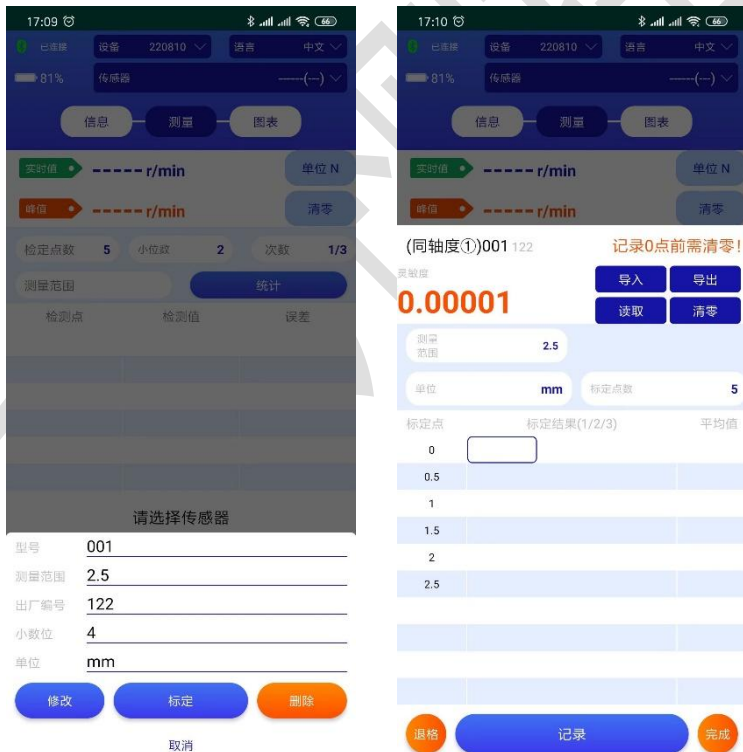 17:09
66
已连接 设备 220810 语言 中文
81% 传感器 -----(---)
信息 测量 图表
实时值 ----- r/min 单位 N
峰值 ----- r/min 清零
检定点数 5 小位数 2 次数 1/3
测量范围 统计
检测点 检测值 误差
请选择传感器
型号 001
测量范围 2.5
出厂编号 122
小数位 4
单位 mm
修改 标定 删除
取消
17:10
66
已连接 设备 220810 语言 中文
81% 传感器 -----(---)
信息 测量 图表
实时值 ----- r/min 单位 N
峰值 ----- r/min 清零
(同轴度①)001 122 记录0点前需清零!
灵敏度
0.00001
导入 导出
读取 清零
测量
范围
2.5
单位 mm 标定点数 5
标定点 标定结果(1/2/3) 平均值
0
0.5
1
1.5
2
2.5
退格 记录 完成